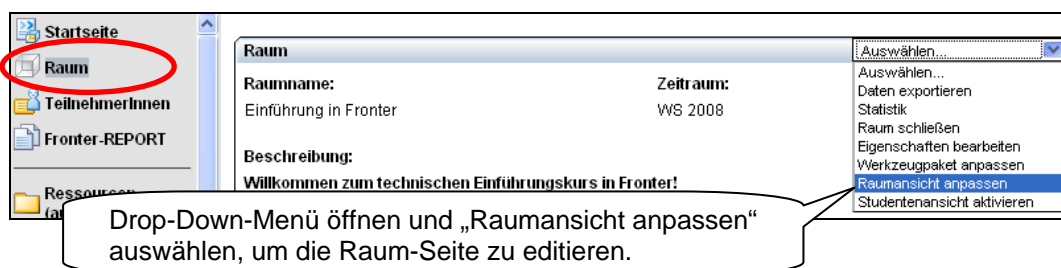 Startseite
Raum
TeilnehmerInnen
Fronter-REPORT
Ressourcen
Raum
Raumname:
Zeitraum:
Einführung in Fronter
WS 2008
Beschreibung:
Willkommen zum technischen Einführungskurs in Fronter!
Auswählen...
Auswählen...
Daten exportieren
Statistik
Raum schließen
Eigenschaften bearbeiten
Werkzeugpaket anpassen
Raumansicht anpassen
Studentenansicht aktivieren
Drop-Down-Menü öffnen und „Raumansicht anpassen“
auswählen, um die Raum-Seite zu editieren.